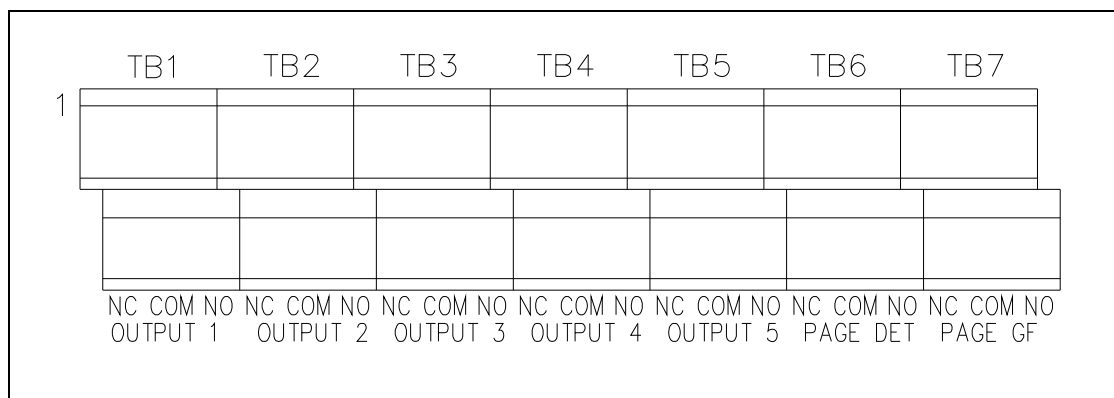 TB1 TB2 TB3 TB4 TB5 TB6 TB7
1
NC COM NO NC COM NO NC COM NO NC COM NO NC COM NO NC COM NO NC COM NO
OUTPUT 1 OUTPUT 2 OUTPUT 3 OUTPUT 4 OUTPUT 5 PAGE DET PAGE GF